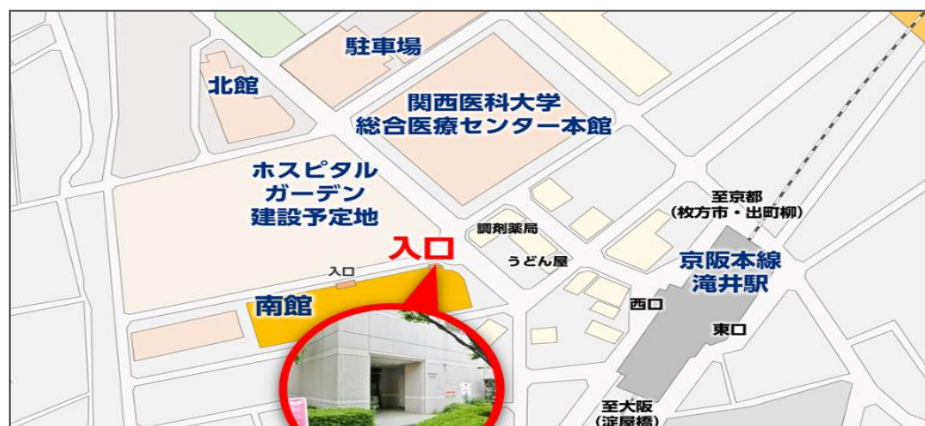 駐車場
北館
関西医科大学
総合医療センター本館
ホスピタル
ガーデン
建設予定地
至京都
(枚方市・出町柳)
調剤薬局
入口
うどん屋
京阪本線
滝井駅
入口
南館
西口
東口
至大阪
(淀屋橋)